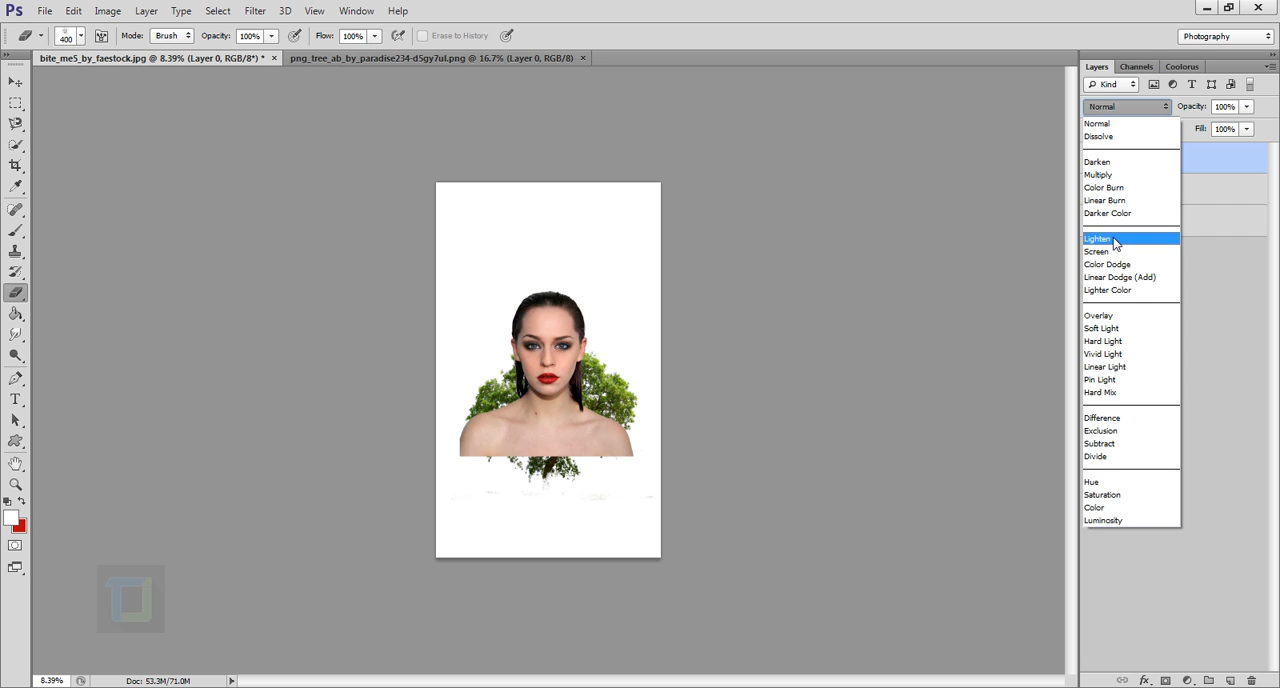 Ps File Edit Image Layer Type Select Filter 3D View Window Help
400 Mode: Brush Opacity: 100% Flow: 100% Erase to History Photography
bite_me5_by_faestock.jpg @ 8.39% (Layer 0, RGB/8*) * × png_tree_ab_by_paradise234-d5gy7ul.png @ 16.7% (Layer 0, RGB/8) ×
Layers Channels Coolorus
Kind
Normal Opacity: 100%
Fill: 100%
Normal
Dissolve
Darken
Multiply
Color Burn
Linear Burn
Darker Color
Lighten
Screen
Color Dodge
Linear Dodge (Add)
Lighter Color
Overlay
Soft Light
Hard Light
Vivid Light
Linear Light
Pin Light
Hard Mix
Difference
Exclusion
Subtract
Divide
Hue
Saturation
Color
Luminosity
8.39% Doc: 53.3M/71.0M